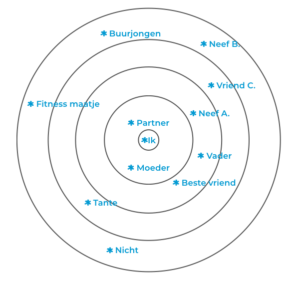 ✱ Buurjongen
✱ Neef B.
✱ Vriend C.
✱ Fitness maatje
✱ Neef A.
✱ Partner
✱Ik
✱ Vader
✱ Moeder
✱ Beste vriend
✱ Tante
✱ Nicht